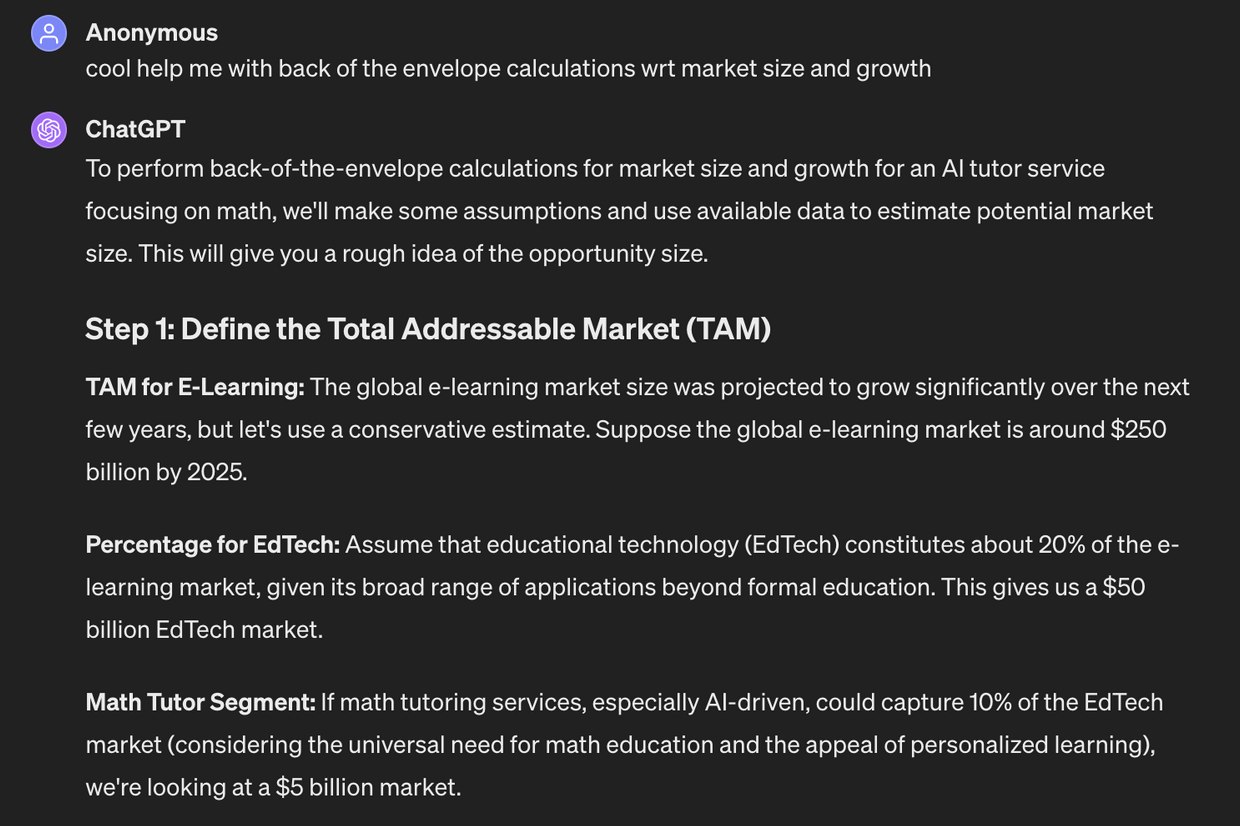 Anonymous
cool help me with back of the envelope calculations wrt market size and growth
ChatGPT
To perform back-of-the-envelope calculations for market size and growth for an AI tutor service
focusing on math, we'll make some assumptions and use available data to estimate potential market
size. This will give you a rough idea of the opportunity size.
Step 1: Define the Total Addressable Market (TAM)
TAM for E-Learning: The global e-learning market size was projected to grow significantly over the next
few years, but let's use a conservative estimate. Suppose the global e-learning market is around $250
billion by 2025.
Percentage for EdTech: Assume that educational technology (EdTech) constitutes about 20% of the e-
learning market, given its broad range of applications beyond formal education. This gives us a $50
billion EdTech market.
Math Tutor Segment: If math tutoring services, especially AI-driven, could capture 10% of the EdTech
market (considering the universal need for math education and the appeal of personalized learning),
we're looking at a $5 billion market.